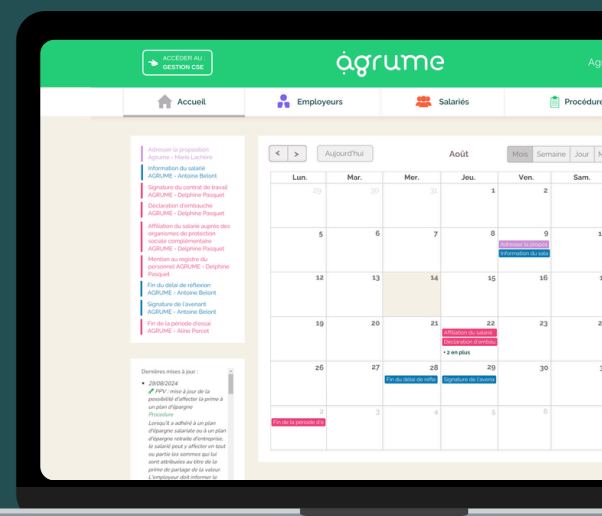 ACCÉDER AU
GESTION CSE
agrume
Ag
Accueil
Employeurs
Salariés
Procédure
Adresser la proposition
Agrume - Marie Lachère
Information du salarié
AGRUME - Antoine Belont
Signature du contrat de travail
AGRUME - Delphine Pasquet
Déclaration d'embauche
AGRUME - Delphine Pasquet
Affiliation du salarié auprès des
organismes de protection
sociale complémentaire
AGRUME - Delphine Pasquet
Mention au registre du
personnel AGRUME - Delphine
Pasquet
Fin du délai de réflexion
AGRUME - Antoine Belont
Signature de l'avenant
AGRUME - Antoine Belont
Fin de la période d'essai
AGRUME - Aline Percet
< >
Aujourd'hui
Août
Mois Semaine Jour
Lun. Mar. Mer. Jeu. Ven. Sam.
29 30 31 1 2
5 6 7 8 9 1
Adresser la propos
Information du sala
12 13 14 15 16 1
19 20 21 22 23 2
Affiliation du salarié
Déclaration d'embau
+ 2 en plus
26 27 28 29 30 3
Fin du délai de réfle
Signature de l'avena
2 3 4 5 6
Fin de la période d'e
Dernières mises à jour :
• 29/08/2024
PPV : mise à jour de la
possibilité d'affecter la prime à
un plan d'épargne
Procédure
Lorsqu'il a adhéré à un plan
d'épargne salariale ou à un plan
d'épargne retraite d'entreprise,
le salarié peut y affecter en tout
ou partie les sommes qui lui
sont attribuées au titre de la
prime de partage de la valeur.
L'employeur doit informer le